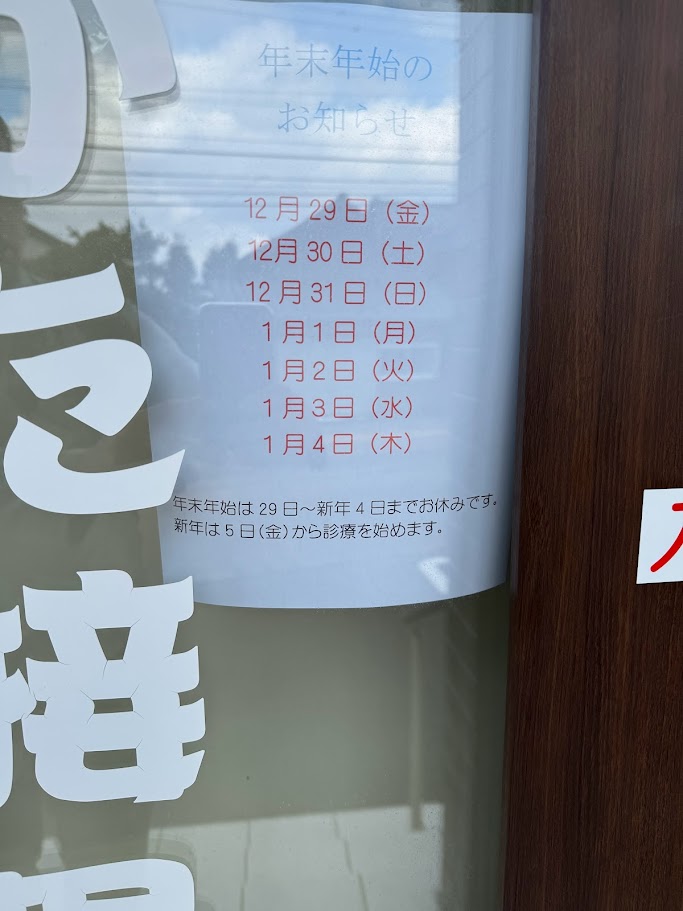 年末年始の
お知らせ
12月29日（金）
12月30日（土）
12月31日（日）
1月1日（月）
1月2日（火）
1月3日（水）
1月4日（木）
年末年始は29日～新年4日までお休みです。
新年は5日（金）から診療を始めます。